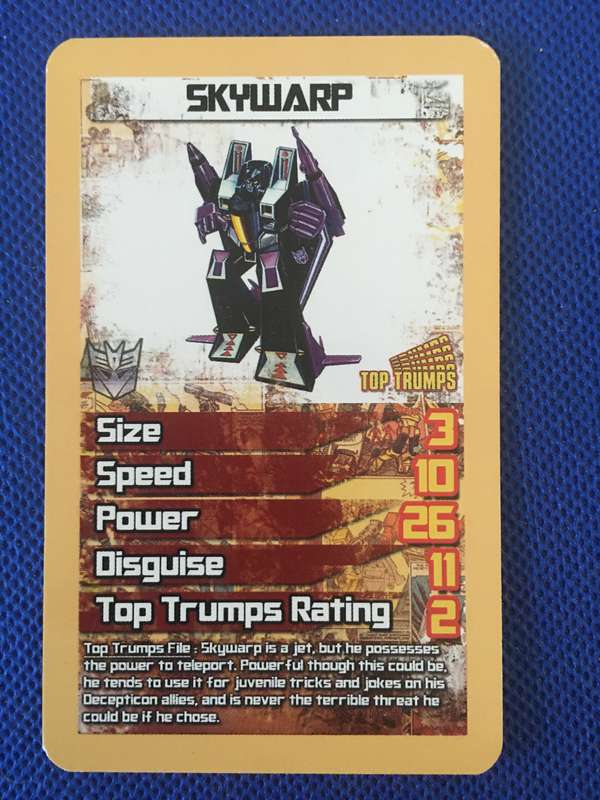 SKYWARP
TOP TRUMPS
Size 3
Speed 10
Power 26
Disguise 11
Top Trumps Rating 2
Top Trumps File : Skywarp is a jet, but he possesses
the power to teleport. Powerful though this could be,
he tends to use it for juvenile tricks and jokes on his
Decepticon allies, and is never the terrible threat he
could be if he chose.